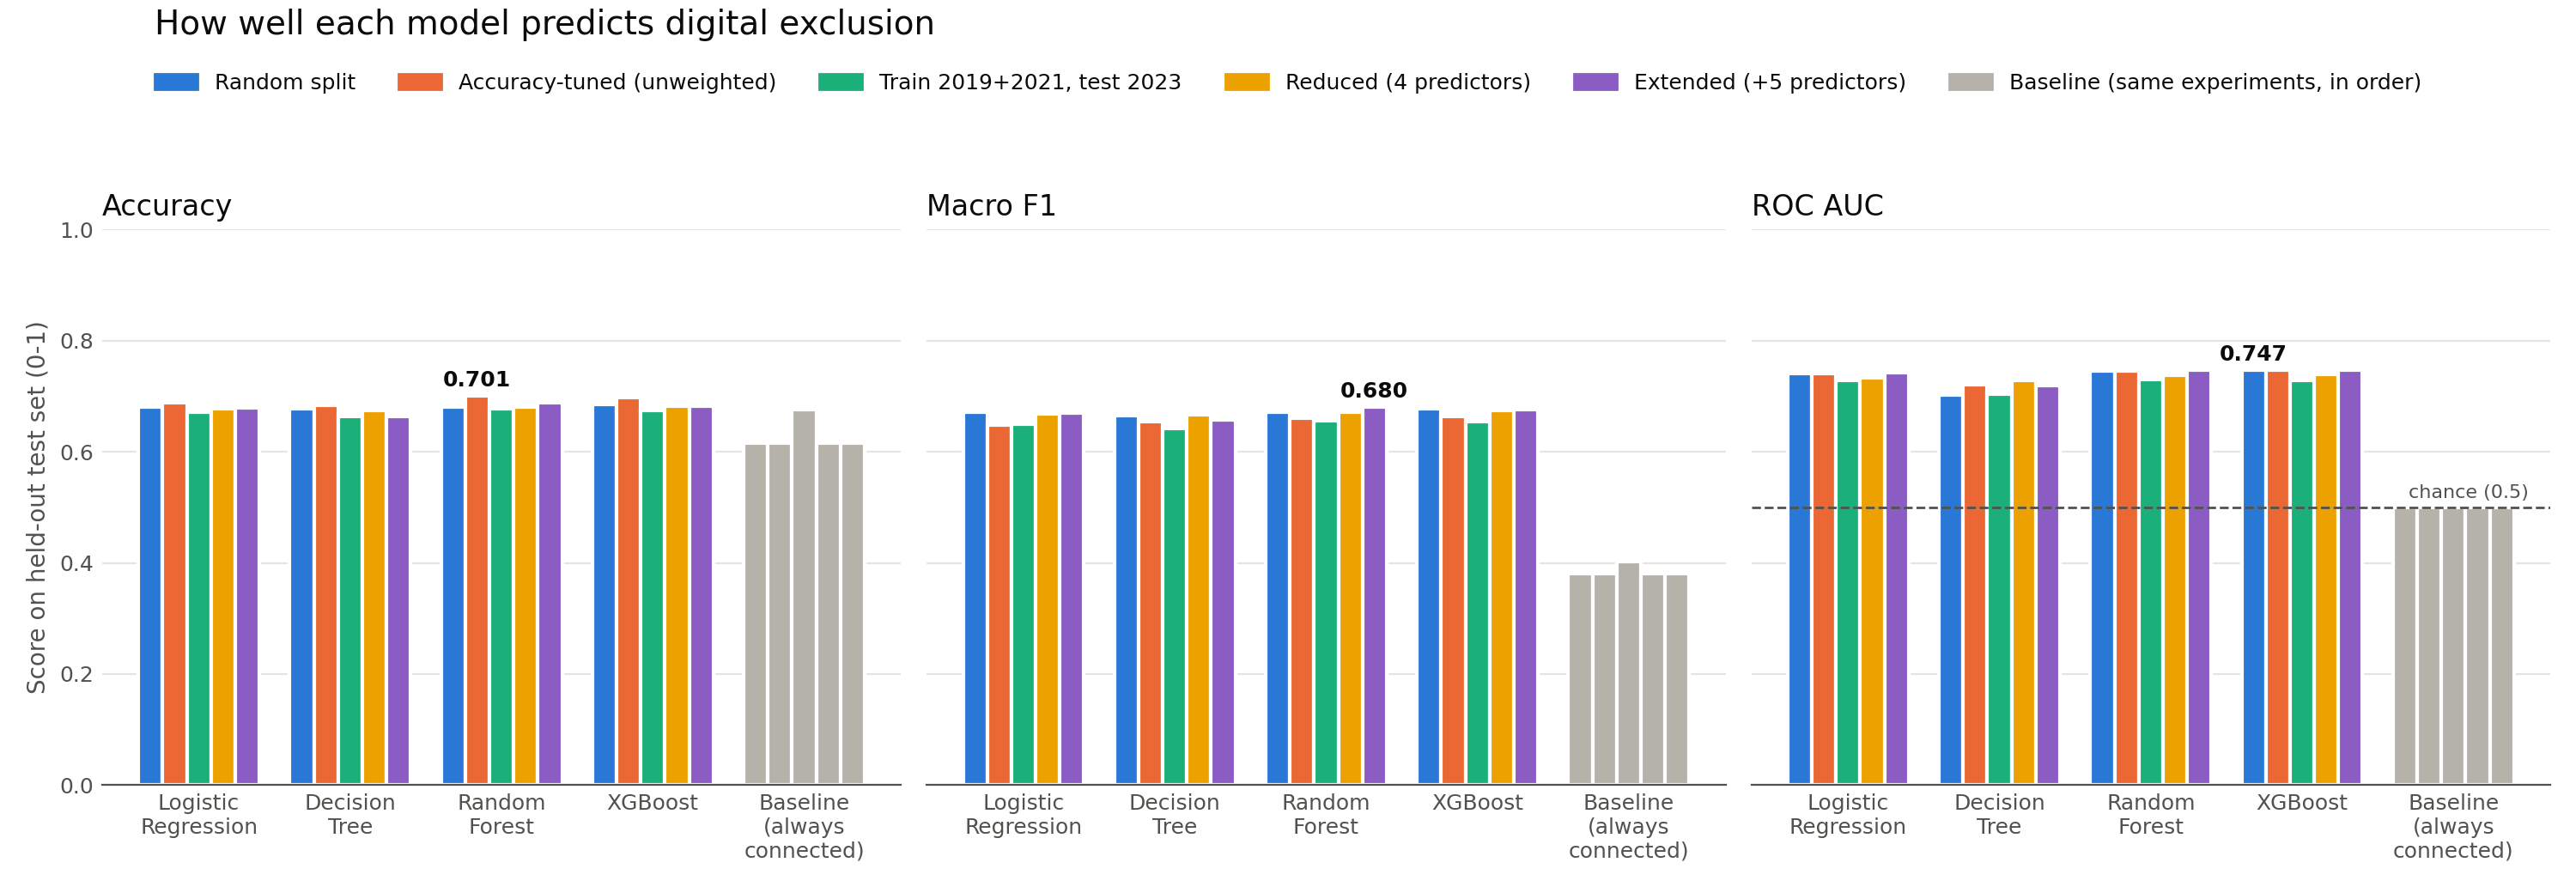 How well each model predicts digital exclusion
Random split
Accuracy-tuned (unweighted)
Train 2019+2021, test 2023
Reduced (4 predictors)
Extended (+5 predictors)
Baseline (same experiments, in order)
Accuracy
Score on held-out test set (0-1)
1.0
0.8
0.6
0.4
0.2
0.0
0.701
Logistic
Regression
Decision
Tree
Random
Forest
XGBoost
Baseline
(always
connected)
Macro F1
0.680
Logistic
Regression
Decision
Tree
Random
Forest
XGBoost
Baseline
(always
connected)
ROC AUC
0.747
chance (0.5)
Logistic
Regression
Decision
Tree
Random
Forest
XGBoost
Baseline
(always
connected)